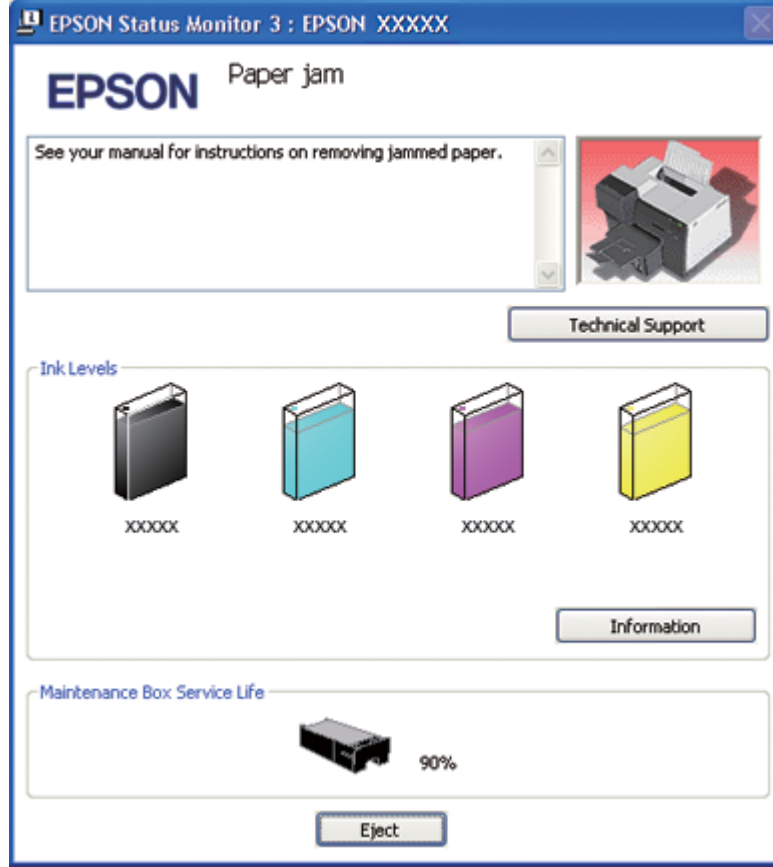 EPSON Status Monitor 3 : EPSON XXXXX
EPSON
Paper jam
See your manual for instructions on removing jammed paper.
Technical Support
Ink Levels
XXXXX XXXXX XXXXX XXXXX
Information
Maintenance Box Service Life
90%
Eject